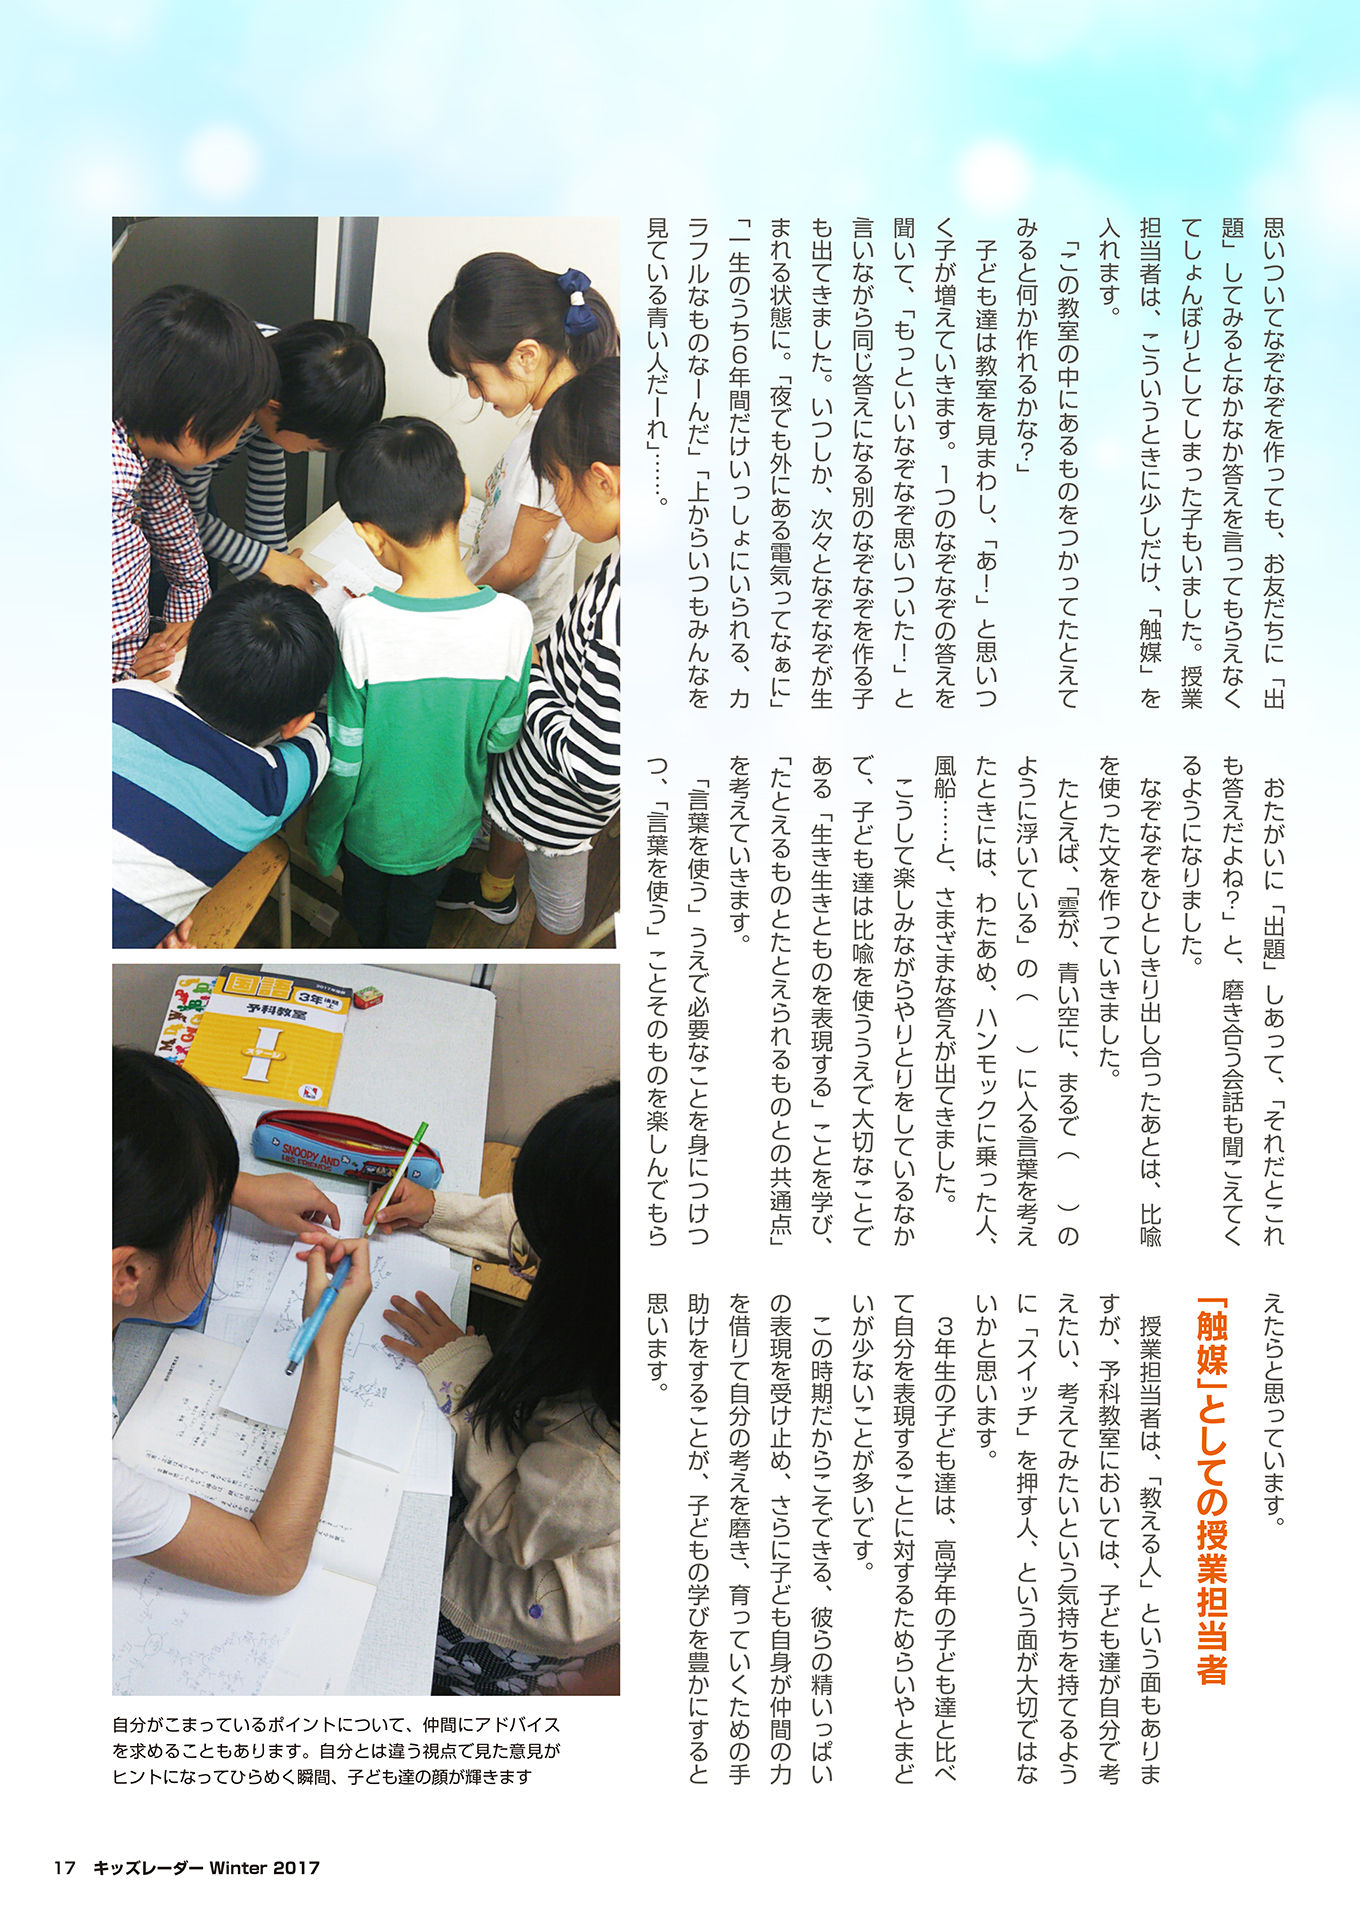 思いついてなぞなぞを作っても、お友だちに「出
題」してみるとなかなか答えを言ってもらえなく
てしょんぼりとしてしまった子もいました。授業
担当者は、こういうときに少しだけ、「触媒」を
入れます。
「この教室の中にあるものをつかってたとえて
みると何か作れるかな？」
子ども達は教室を見まわし、「あ！」と思いつ
く子が増えていきます。1つのなぞなぞの答えを
聞いて、「もっといいなぞなぞ思いついた！」と
言いながら同じ答えになる別のなぞなぞを作る子
も出てきました。いつしか、次々となぞなぞが生
まれる状態に。「夜でも外にある電気ってなぁに」
「一生のうち6年間だけいっしょにいられる、カ
ラフルなものなーんだ」「上からいつもみんなを
見ている青い人だーれ」……。
おたがいに「出題」しあって、「それだとこれ
も答えだよね？」と、磨き合う会話も聞こえてく
るようになりました。
なぞなぞをひとしきり出し合ったあとは、比喩
を使った文を作っていきました。
たとえば、「雲が、青い空に、まるで（　）の
ように浮いている」の（　）に入る言葉を考え
たときには、わたあめ、ハンモックに乗った人、
風船……と、さまざまな答えが出てきました。
こうして楽しみながらやりとりをしているなか
で、子ども達は比喩を使ううえで大切なことで
ある「生き生きとものを表現する」ことを学び、
「たとえるものとたとえられるものとの共通点」
を考えていきます。
「言葉を使う」うえで必要なことを身につけつ
つ、「言葉を使う」ことそのものを楽しんでもら
えたらと思っています。
「触媒」としての授業担当者
授業担当者は、「教える人」という面もありま
すが、予科教室においては、子ども達が自分で考
えたい、考えてみたいという気持ちを持てるよう
に「スイッチ」を押す人、という面が大切ではな
いかと思います。
3年生の子ども達は、高学年の子ども達と比べ
て自分を表現することに対するためらいやとまど
いが少ないことが多いです。
この時期だからこそできる、彼らの精いっぱい
の表現を受け止め、さらに子ども自身が仲間の力
を借りて自分の考えを磨き、育っていくための手
助けをすることが、子どもの学びを豊かにすると
思います。
国語
3年
予科教室
ステージ
I
SNOOPY AND
HIS FRIENDS
自分がこまっているポイントについて、仲間にアドバイス
を求めることもあります。自分とは違う視点で見た意見が
ヒントになってひらめく瞬間、子ども達の顔が輝きます
17 キッズレーダー Winter 2017